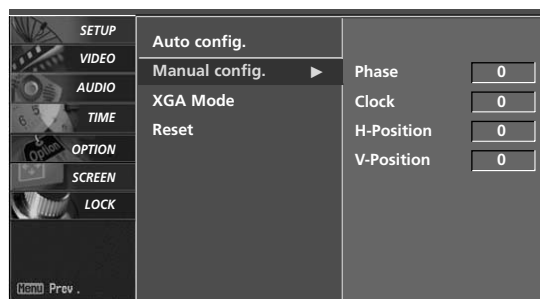 SETUP
VIDEO
AUDIO
TIME
OPTION
SCREEN
LOCK
Menu Prev.
Auto config.
Manual config. ▶
XGA Mode
Reset
Phase 0
Clock 0
H-Position 0
V-Position 0
Option